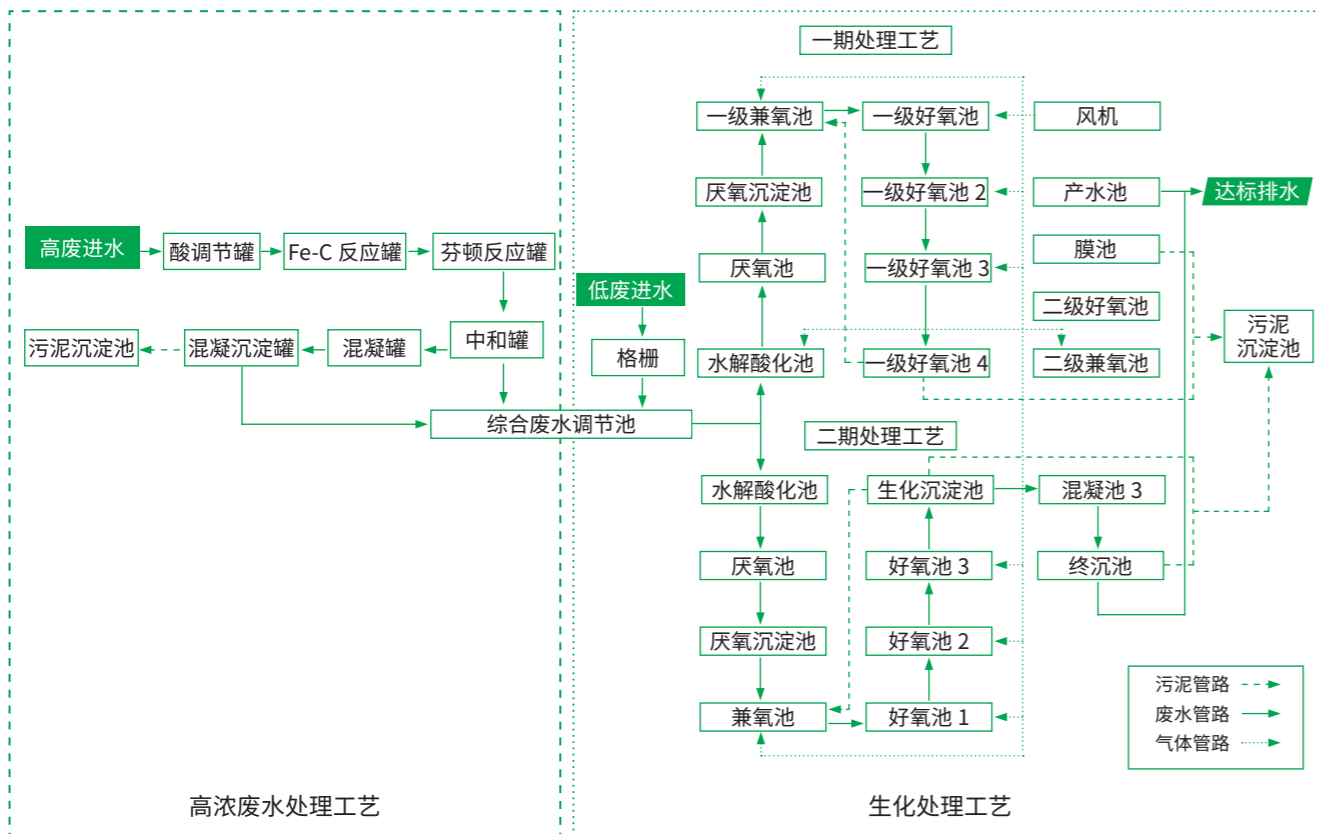 一期处理工艺
一级兼氧池
一级好氧池
风机
厌氧沉淀池
一级好氧池 2
产水池
达标排水
高废进水
酸调节罐
Fe-C 反应罐
芬顿反应罐
厌氧池
一级好氧池 3
膜池
低废进水
二级好氧池
污泥沉淀池
混凝沉淀罐
混凝罐
中和罐
格栅
水解酸化池
一级好氧池 4
二级兼氧池
污泥
沉淀池
综合废水调节池
二期处理工艺
水解酸化池
生化沉淀池
混凝池 3
厌氧池
好氧池 3
终沉池
厌氧沉淀池
好氧池 2
兼氧池
好氧池 1
污泥管路
废水管路
气体管路
高浓废水处理工艺
生化处理工艺